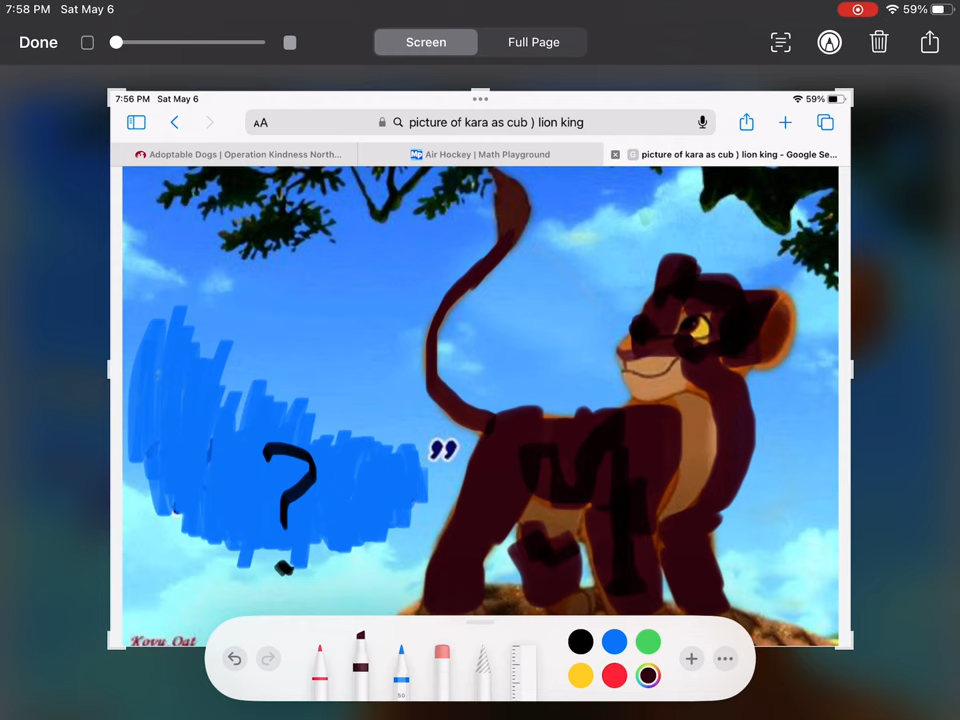 7:58 PM Sat May 6
59%
Done
Screen
Full Page
7:56 PM Sat May 6
59%
AA
picture of kara as cub ) lion king
Adoptable Dogs | Operation Kindness North...
Mp Air Hockey | Math Playground
G picture of kara as cub ) lion king - Google Se...
?
”
Kovu Oat
50